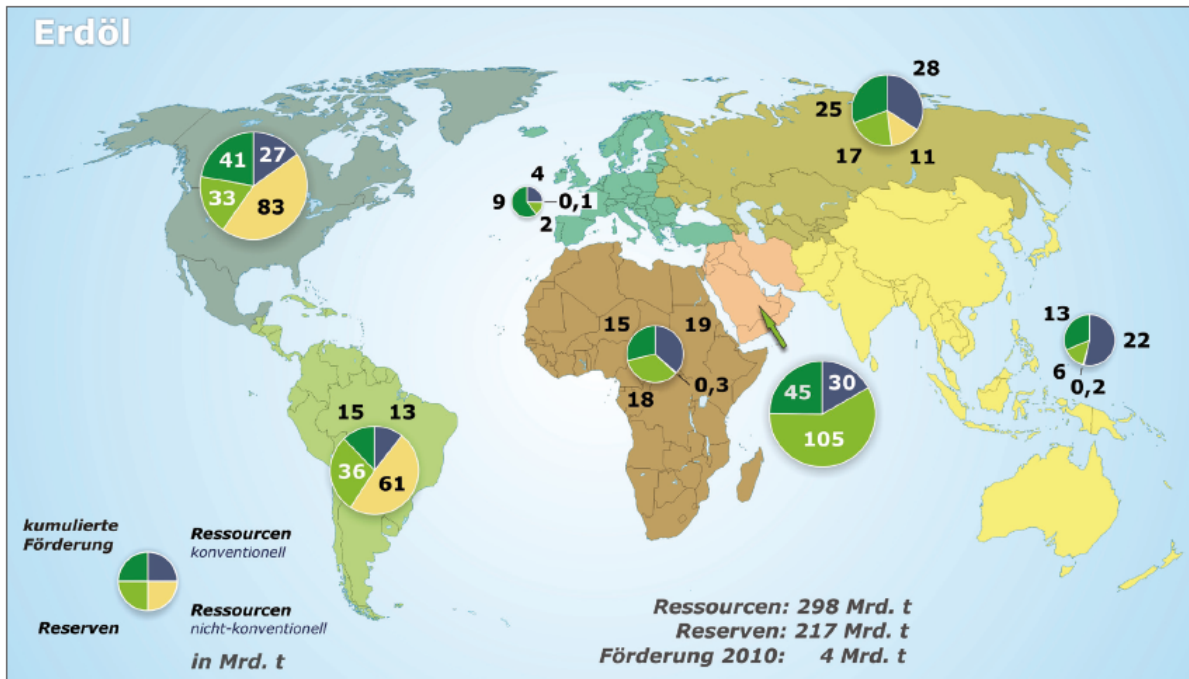 Erdöl
41
27
33
83
28
25
17
11
4
9
0,1
2
15
19
0,3
18
45
30
105
13
22
6
0,2
15
13
36
61
kumulierte
Förderung
Ressourcen
konventionell
Reserven
Ressourcen
nicht-konventionell
in Mrd. t
Ressourcen: 298 Mrd. t
Reserven: 217 Mrd. t
Förderung 2010: 4 Mrd. t